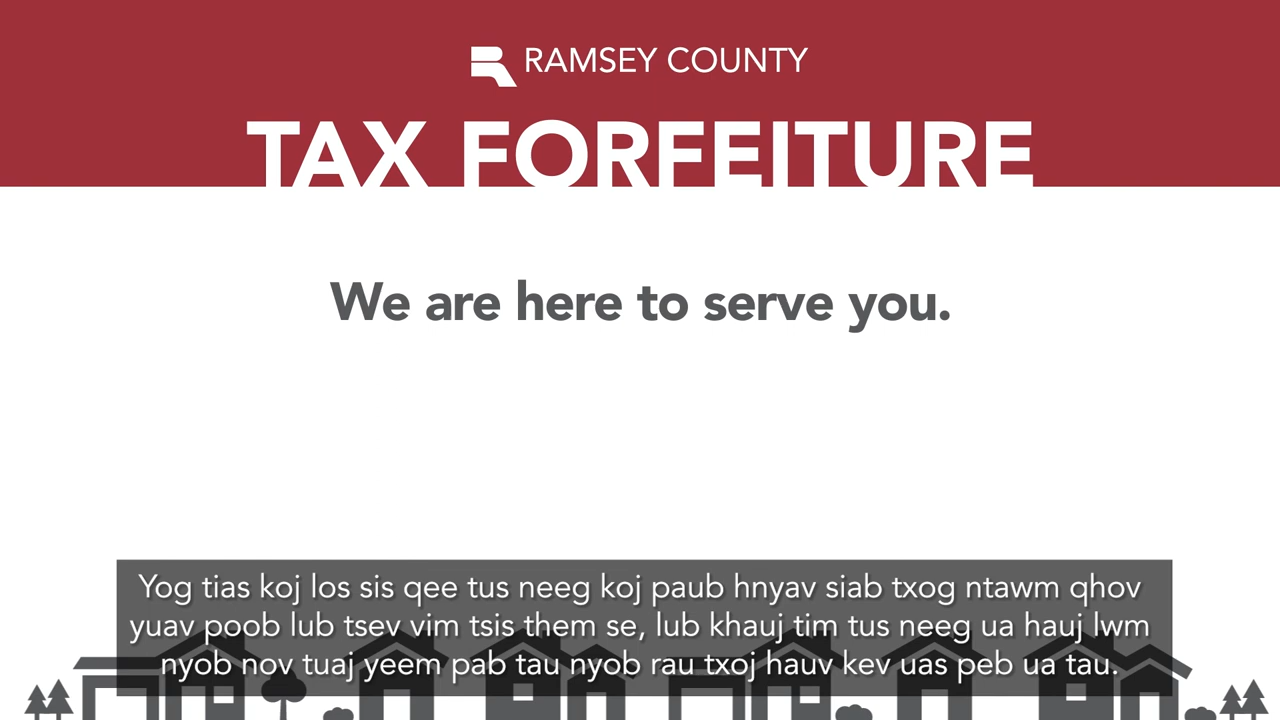 RAMSEY COUNTY
TAX FORFEITURE
We are here to serve you.
Yog tias koj los sis qee tus neeg koj paub hnyav siab txog ntawm qhov
yuav poob lub tsev vim tsis them se, lub khauj tim tus neeg ua hauj lwm
nyob nov tuaj yeem pab tau nyob rau txoj hauv kev uas peb ua tau.